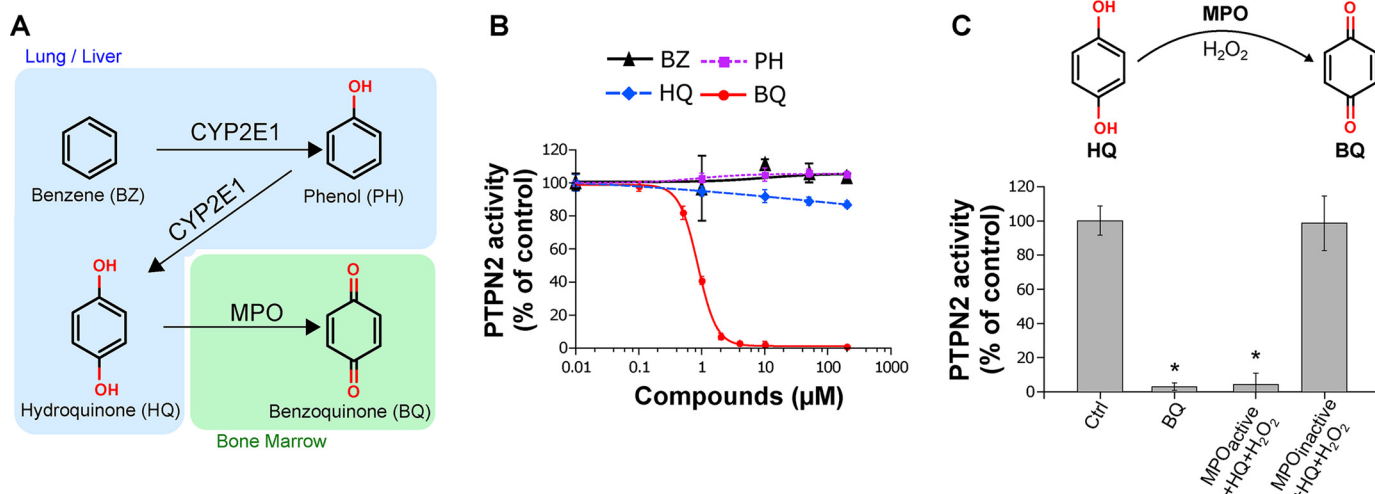 A
Lung / Liver
OH
CYP2E1
Benzene (BZ)
Phenol (PH)
CYP2E1
OH
OH
Hydroquinone (HQ)
MPO
O
O
Benzoquinone (BQ)
Bone Marrow
B
BZ
PH
HQ
BQ
PTPN2 activity
(% of control)
120
100
80
60
40
20
0
0.01
0.1
1
10
100
1000
Compounds (µM)
C
OH
OH
HQ
MPO
H2O2
O
O
BQ
PTPN2 activity
(% of control)
120
100
80
60
40
20
0
*
*
Ctrl
BQ
MPOactive
+HQ+H2O2
MPOinactive
+HQ+H2O2